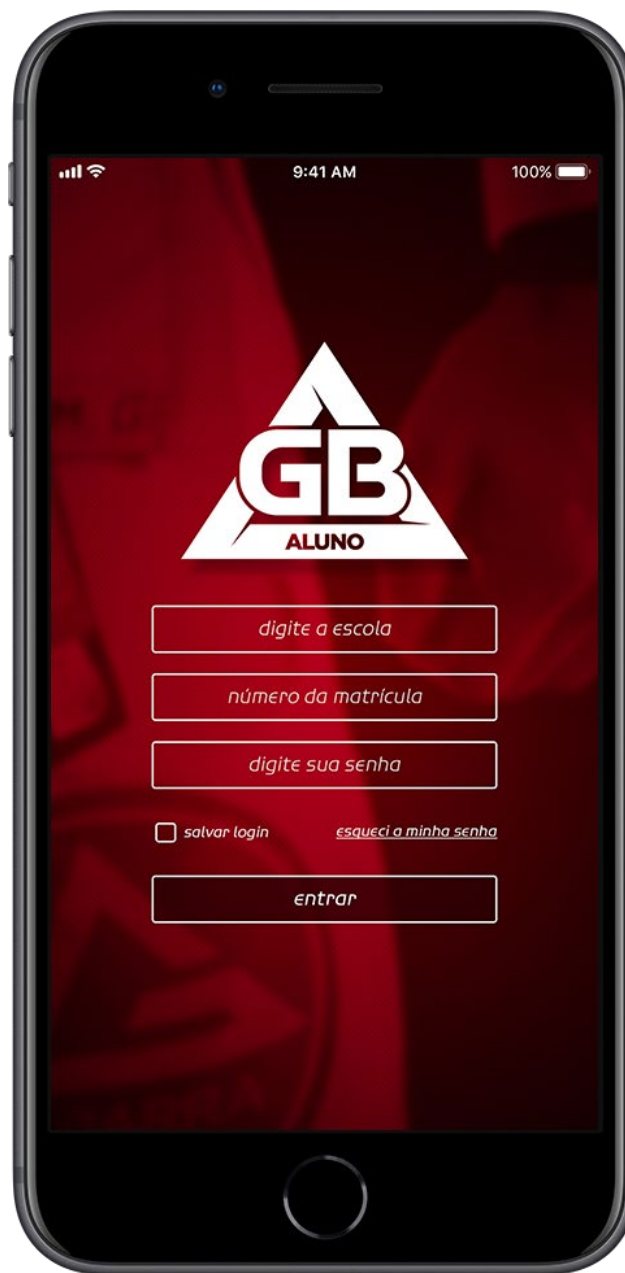 9:41 AM 100%
GB
ALUNO
digite a escola
número da matrícula
digite sua senha
salvar login esqueci a minha senha
entrar